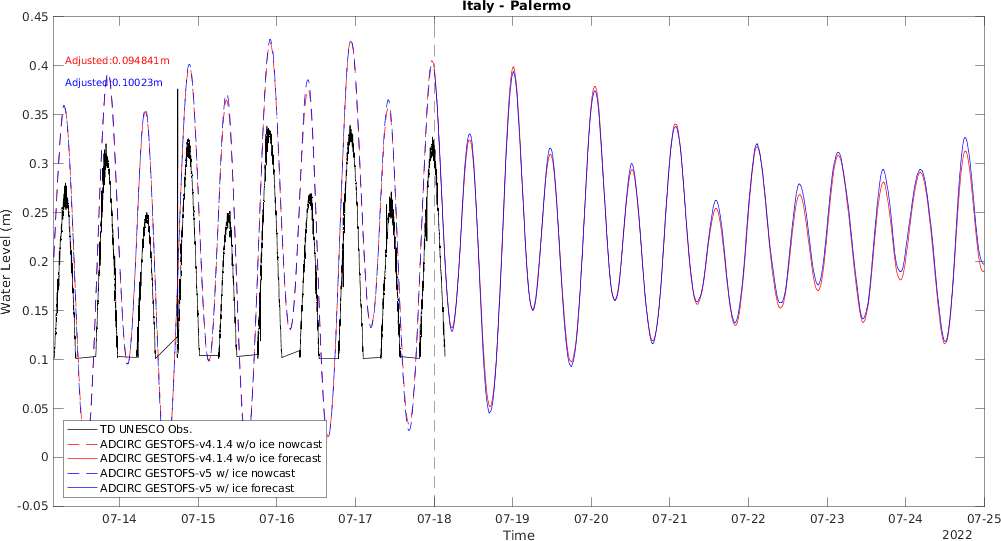 Italy - Palermo
0.45
0.4
0.35
0.3
0.25
0.2
0.15
0.1
0.05
0
-0.05
Water Level (m)
Adjusted:0.094841m
Adjusted:0.10023m
TD UNESCO Obs.
ADCIRC GESTOFS-v4.1.4 w/o ice nowcast
ADCIRC GESTOFS-v4.1.4 w/o ice forecast
ADCIRC GESTOFS-v5 w/ ice nowcast
ADCIRC GESTOFS-v5 w/ ice forecast
07-14 07-15 07-16 07-17 07-18 07-19 07-20 07-21 07-22 07-23 07-24 07-25
Time
2022